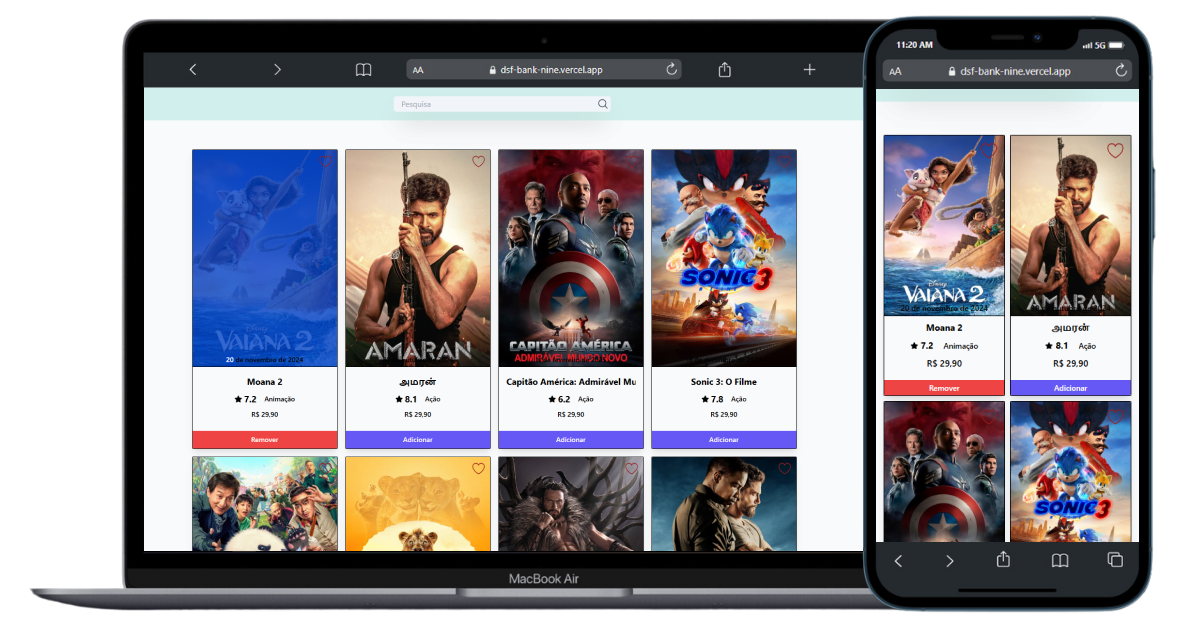 AA dsf-bank-nine.vercel.app
Pesquisa
VAIANA 2
20 de novembro de 2024
Moana 2
7.2 Animação
R$ 29,90
Remover
AMARAN
அமரன்
8.1 Ação
R$ 29,90
Adicionar
CAPITÃO AMÉRICA
ADMIRÁVEL MUNDO NOVO
Capitão América: Admirável Mu
6.2 Ação
R$ 29,90
Adicionar
SONIC 3
Sonic 3: O Filme
7.8 Ação
R$ 29,90
Adicionar
MacBook Air
11:20 AM 5G
AA dsf-bank-nine.vercel.app
Disney
VAIANA 2
20 de novembro de 2024
Moana 2
7.2 Animação
R$ 29,90
Remover
AMARAN
அமரன்
8.1 Ação
R$ 29,90
Adicionar
SONIC 3